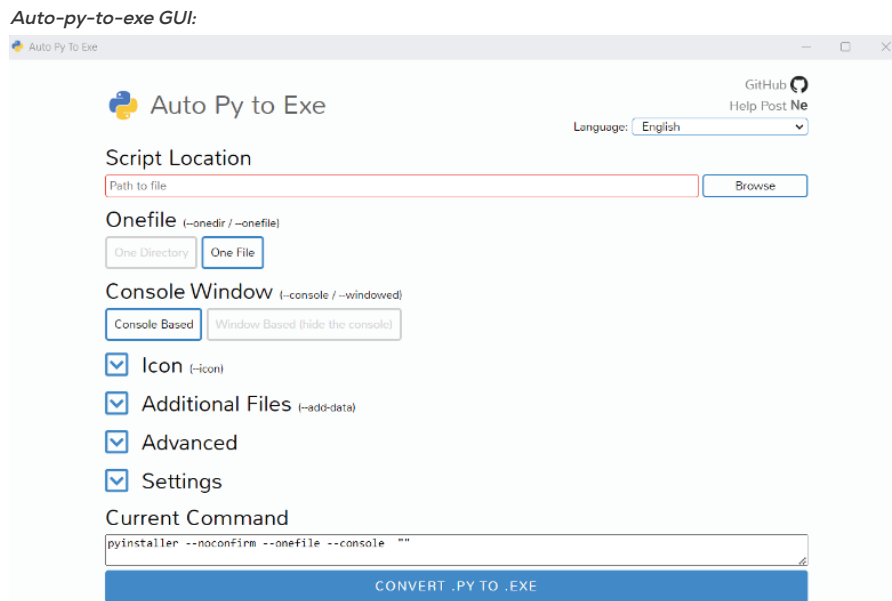 Auto-py-to-exe GUI:
Auto Py To Exe
GitHub
Auto Py to Exe
Help Post Ne
Language: English
Script Location
Path to file Browse
Onefile (--onedir / --onefile)
One Directory One File
Console Window (--console / --windowed)
Console Based Window Based (hide the console)
Icon (--icon)
Additional Files (--add-data)
Advanced
Settings
Current Command
pyinstaller --noconfirm --onefile --console ""
CONVERT .PY TO .EXE